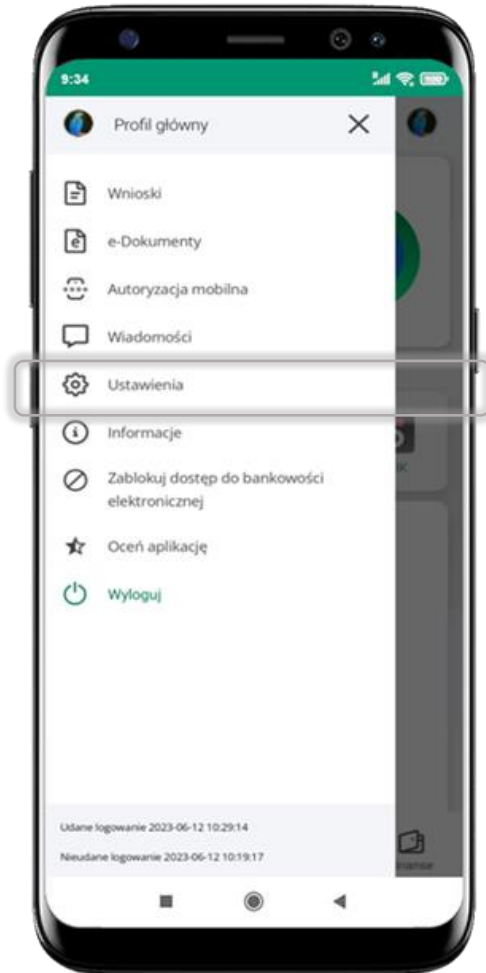 9:34
Profil główny
Wnioski
e-Dokumenty
Autoryzacja mobilna
Wiadomości
Ustawienia
Informacje
Zablokuj dostęp do bankowości
elektronicznej
Oceń aplikację
Wyloguj
Udane logowanie 2023-06-12 10:29:14
Nieudane logowanie 2023-06-12 10:19:17